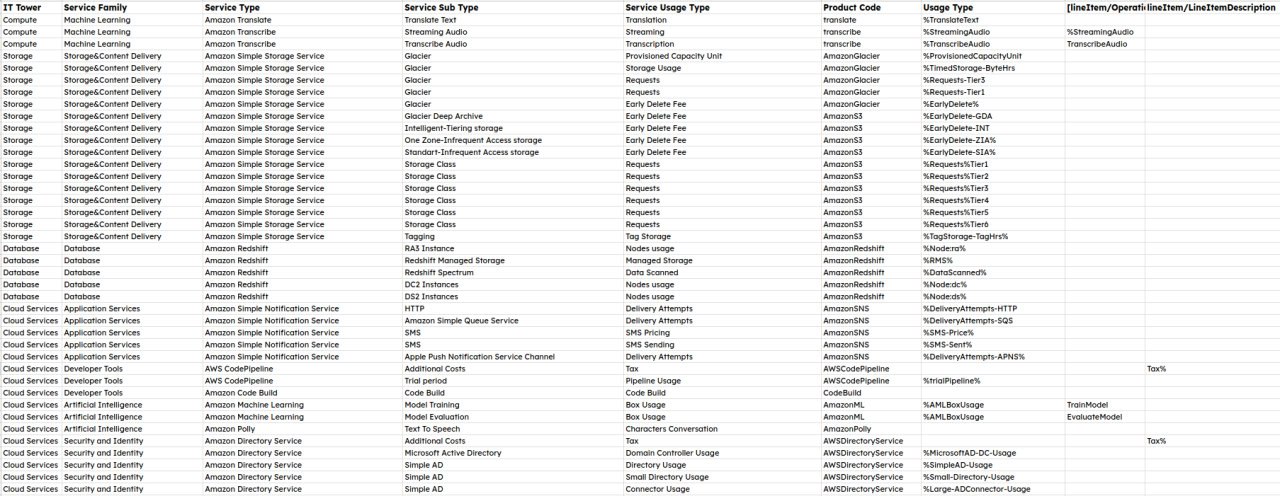 IT Tower Service Family Service Type Service Sub Type Service Usage Type Product Code Usage Type [lineItem/Operati lineItem/LineItemDescription
Compute Machine Learning Amazon Translate Translate Text Translation translate %TranslateText
Compute Machine Learning Amazon Transcribe Streaming Audio Streaming transcribe %StreamingAudio %StreamingAudio
Compute Machine Learning Amazon Transcribe Transcribe Audio Transcription transcribe %TranscribeAudio TranscribeAudio
Storage Storage&Content Delivery Amazon Simple Storage Service Glacier Provisioned Capacity Unit AmazonGlacier %ProvisionedCapacityUnit
Storage Storage&Content Delivery Amazon Simple Storage Service Glacier Storage Usage AmazonGlacier %TimedStorage-ByteHrs
Storage Storage&Content Delivery Amazon Simple Storage Service Glacier Requests AmazonGlacier %Requests-Tier3
Storage Storage&Content Delivery Amazon Simple Storage Service Glacier Requests AmazonGlacier %Requests-Tier1
Storage Storage&Content Delivery Amazon Simple Storage Service Glacier Early Delete Fee AmazonGlacier %EarlyDelete%
Storage Storage&Content Delivery Amazon Simple Storage Service Glacier Deep Archive Early Delete Fee AmazonS3 %EarlyDelete-GDA
Storage Storage&Content Delivery Amazon Simple Storage Service Intelligent-Tiering storage Early Delete Fee AmazonS3 %EarlyDelete-INT
Storage Storage&Content Delivery Amazon Simple Storage Service One Zone-Infrequent Access storage Early Delete Fee AmazonS3 %EarlyDelete-ZIA%
Storage Storage&Content Delivery Amazon Simple Storage Service Standart-Infrequent Access storage Early Delete Fee AmazonS3 %EarlyDelete-SIA%
Storage Storage&Content Delivery Amazon Simple Storage Service Storage Class Requests AmazonS3 %Requests%Tier1
Storage Storage&Content Delivery Amazon Simple Storage Service Storage Class Requests AmazonS3 %Requests%Tier2
Storage Storage&Content Delivery Amazon Simple Storage Service Storage Class Requests AmazonS3 %Requests%Tier3
Storage Storage&Content Delivery Amazon Simple Storage Service Storage Class Requests AmazonS3 %Requests%Tier4
Storage Storage&Content Delivery Amazon Simple Storage Service Storage Class Requests AmazonS3 %Requests%Tier5
Storage Storage&Content Delivery Amazon Simple Storage Service Storage Class Requests AmazonS3 %Requests%Tier6
Storage Storage&Content Delivery Amazon Simple Storage Service Tagging Tag Storage AmazonS3 %TagStorage-TagHrs%
Database Database Amazon Redshift RA3 Instance Nodes usage AmazonRedshift %Node:ra%
Database Database Amazon Redshift Redshift Managed Storage Managed Storage AmazonRedshift %RMS%
Database Database Amazon Redshift Redshift Spectrum Data Scanned AmazonRedshift %DataScanned%
Database Database Amazon Redshift DC2 Instances Nodes usage AmazonRedshift %Node:dc%
Database Database Amazon Redshift DS2 Instances Nodes usage AmazonRedshift %Node:ds%
Cloud Services Application Services Amazon Simple Notification Service HTTP Delivery Attempts AmazonSNS %DeliveryAttempts-HTTP
Cloud Services Application Services Amazon Simple Notification Service Amazon Simple Queue Service Delivery Attempts AmazonSNS %DeliveryAttempts-SQS
Cloud Services Application Services Amazon Simple Notification Service SMS SMS Pricing AmazonSNS %SMS-Price%
Cloud Services Application Services Amazon Simple Notification Service SMS SMS Sending AmazonSNS %SMS-Sent%
Cloud Services Application Services Amazon Simple Notification Service Apple Push Notification Service Channel Delivery Attempts AmazonSNS %DeliveryAttempts-APNS%
Cloud Services Developer Tools AWS CodePipeline Additional Costs Tax AWSCodePipeline Tax%
Cloud Services Developer Tools AWS CodePipeline Trial period Pipeline Usage AWSCodePipeline %trialPipeline%
Cloud Services Developer Tools Amazon Code Build Code Build Code Build CodeBuild
Cloud Services Artificial Intelligence Amazon Machine Learning Model Training Box Usage AmazonML %AMLBoxUsage TrainModel
Cloud Services Artificial Intelligence Amazon Machine Learning Model Evaluation Box Usage AmazonML %AMLBoxUsage EvaluateModel
Cloud Services Artificial Intelligence Amazon Polly Text To Speech Characters Conversation AmazonPolly
Cloud Services Security and Identity Amazon Directory Service Additional Costs Tax AWSDirectoryService Tax%
Cloud Services Security and Identity Amazon Directory Service Microsoft Active Directory Domain Controller Usage AWSDirectoryService %MicrosoftAD-DC-Usage
Cloud Services Security and Identity Amazon Directory Service Simple AD Directory Usage AWSDirectoryService %SimpleAD-Usage
Cloud Services Security and Identity Amazon Directory Service Simple AD Small Directory Usage AWSDirectoryService %Small-Directory-Usage
Cloud Services Security and Identity Amazon Directory Service Simple AD Connector Usage AWSDirectoryService %Large-ADConnector-Usage